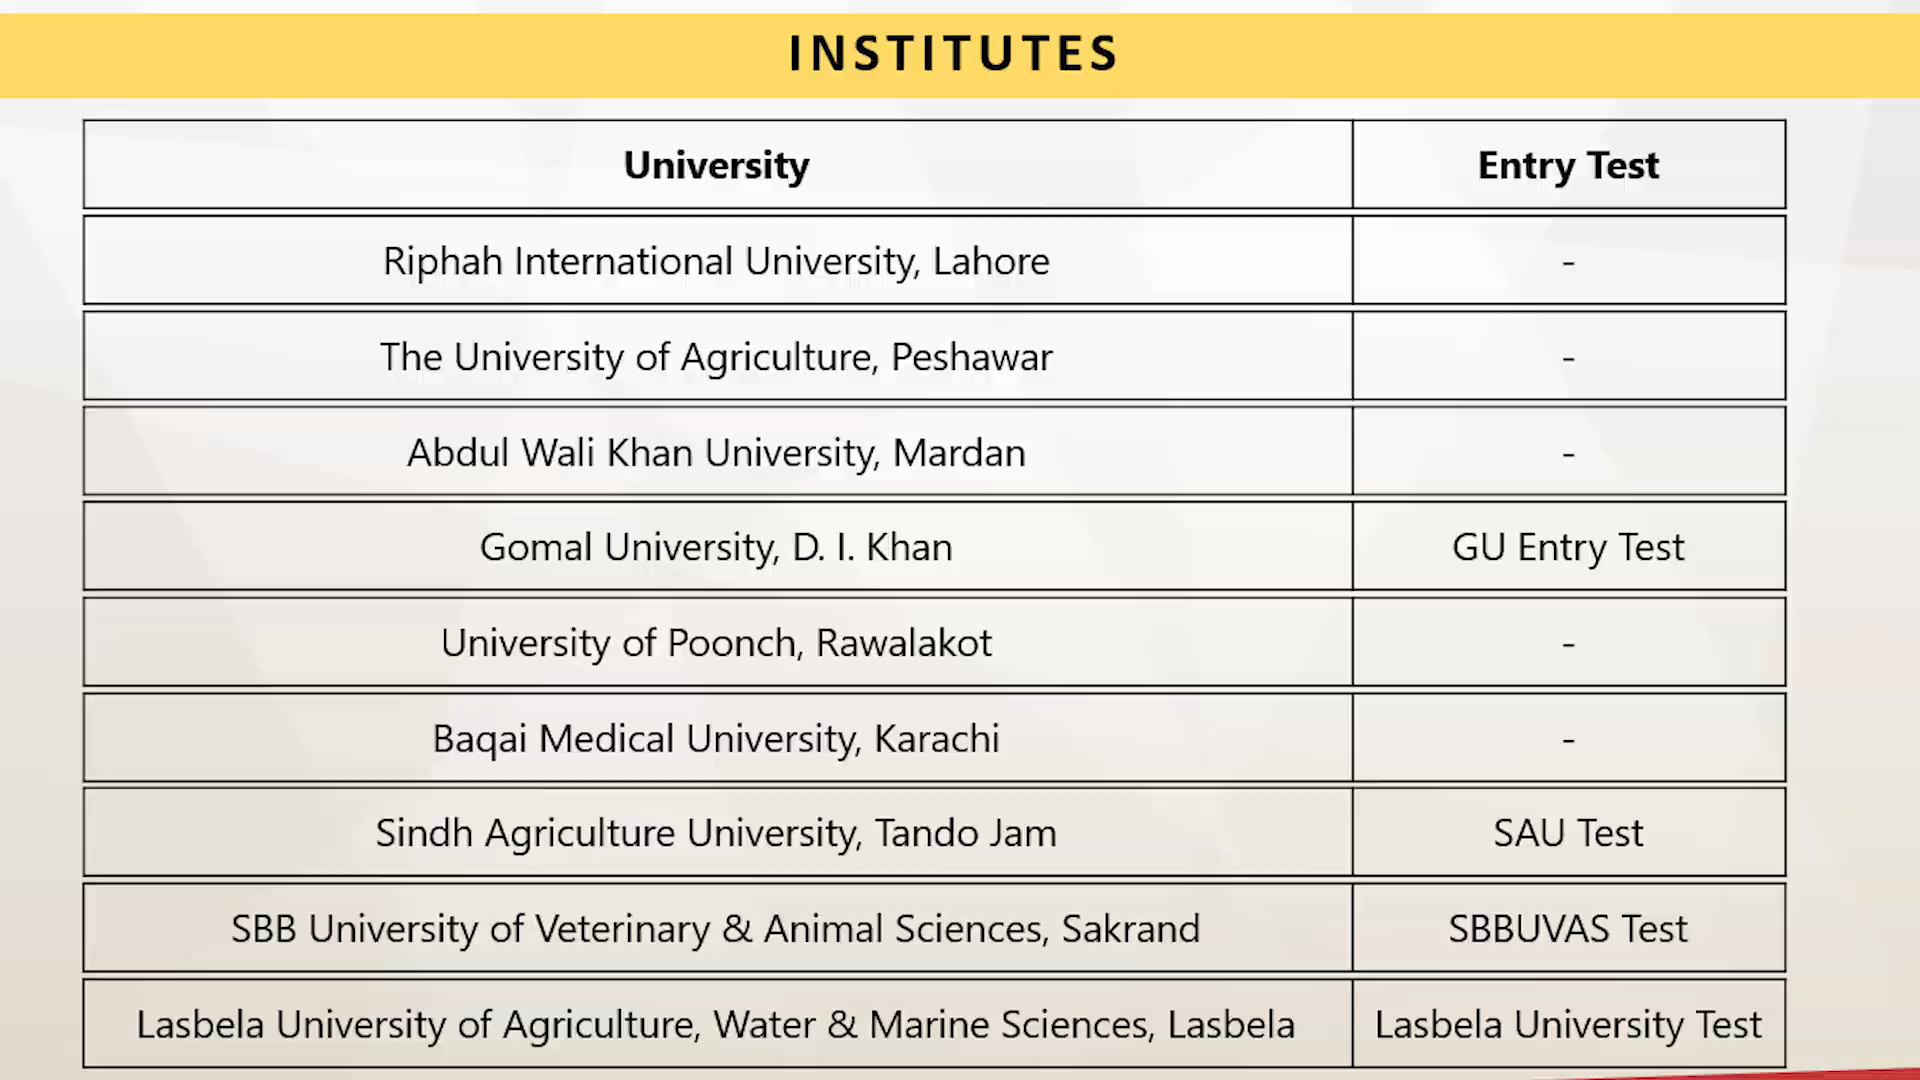 INSTITUTES
University Entry Test
Riphah International University, Lahore -
The University of Agriculture, Peshawar -
Abdul Wali Khan University, Mardan -
Gomal University, D. I. Khan GU Entry Test
University of Poonch, Rawalakot -
Baqai Medical University, Karachi -
Sindh Agriculture University, Tando Jam SAU Test
SBB University of Veterinary & Animal Sciences, Sakrand SBBUVAS Test
Lasbela University of Agriculture, Water & Marine Sciences, Lasbela Lasbela University Test